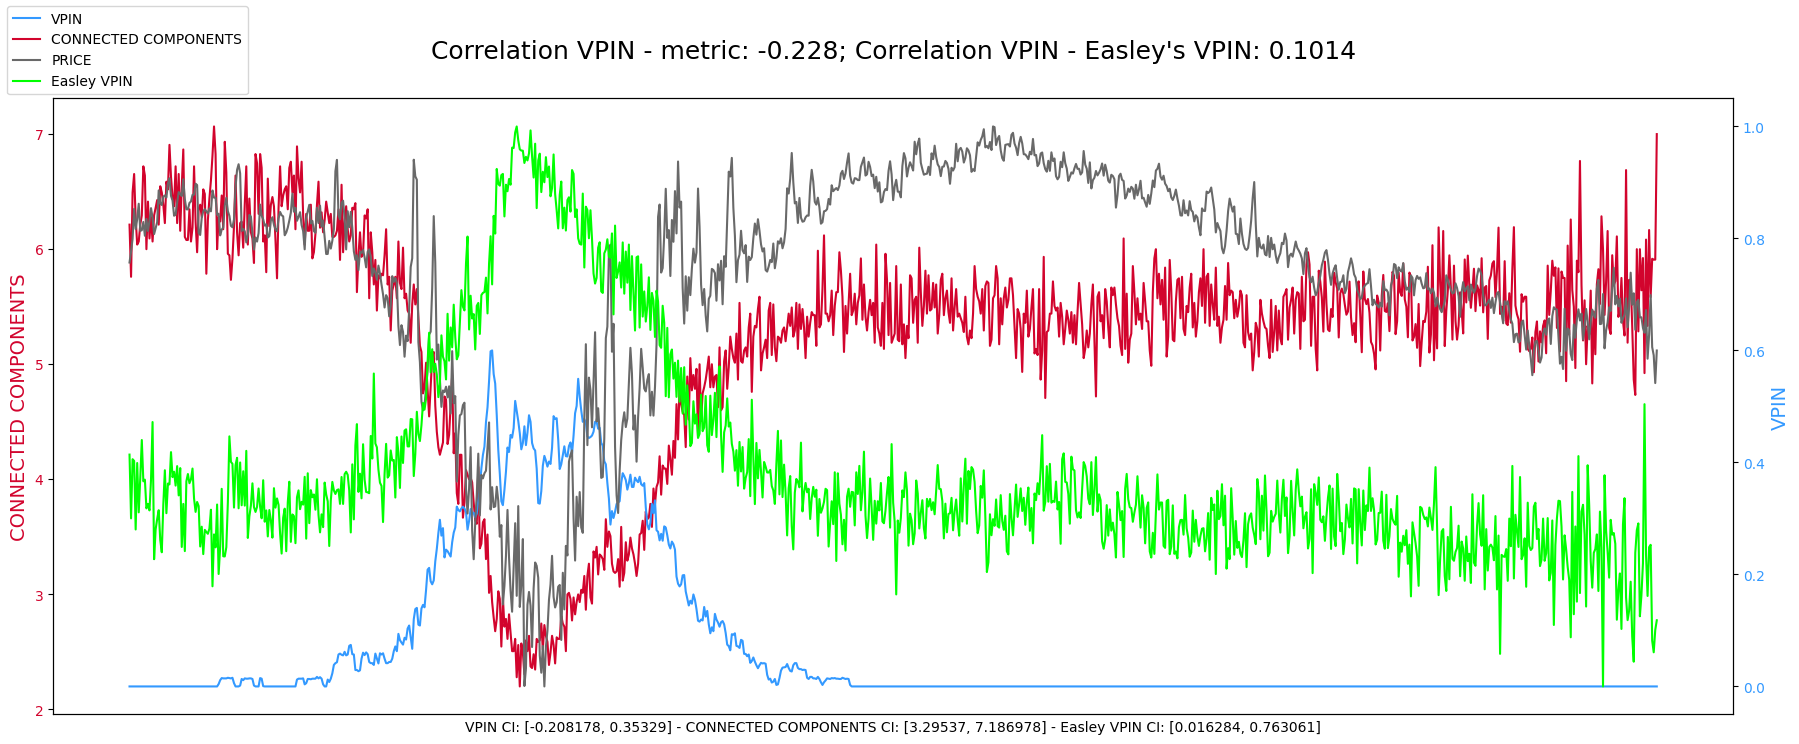 VPIN
CONNECTED COMPONENTS
PRICE
Easley VPIN
Correlation VPIN - metric: -0.228; Correlation VPIN - Easley's VPIN: 0.1014
CONNECTED COMPONENTS
7
6
5
4
3
2
1.0
0.8
0.6
0.4
0.2
0.0
VPIN
VPIN CI: [-0.208178, 0.35329] - CONNECTED COMPONENTS CI: [3.29537, 7.186978] - Easley VPIN CI: [0.016284, 0.763061]